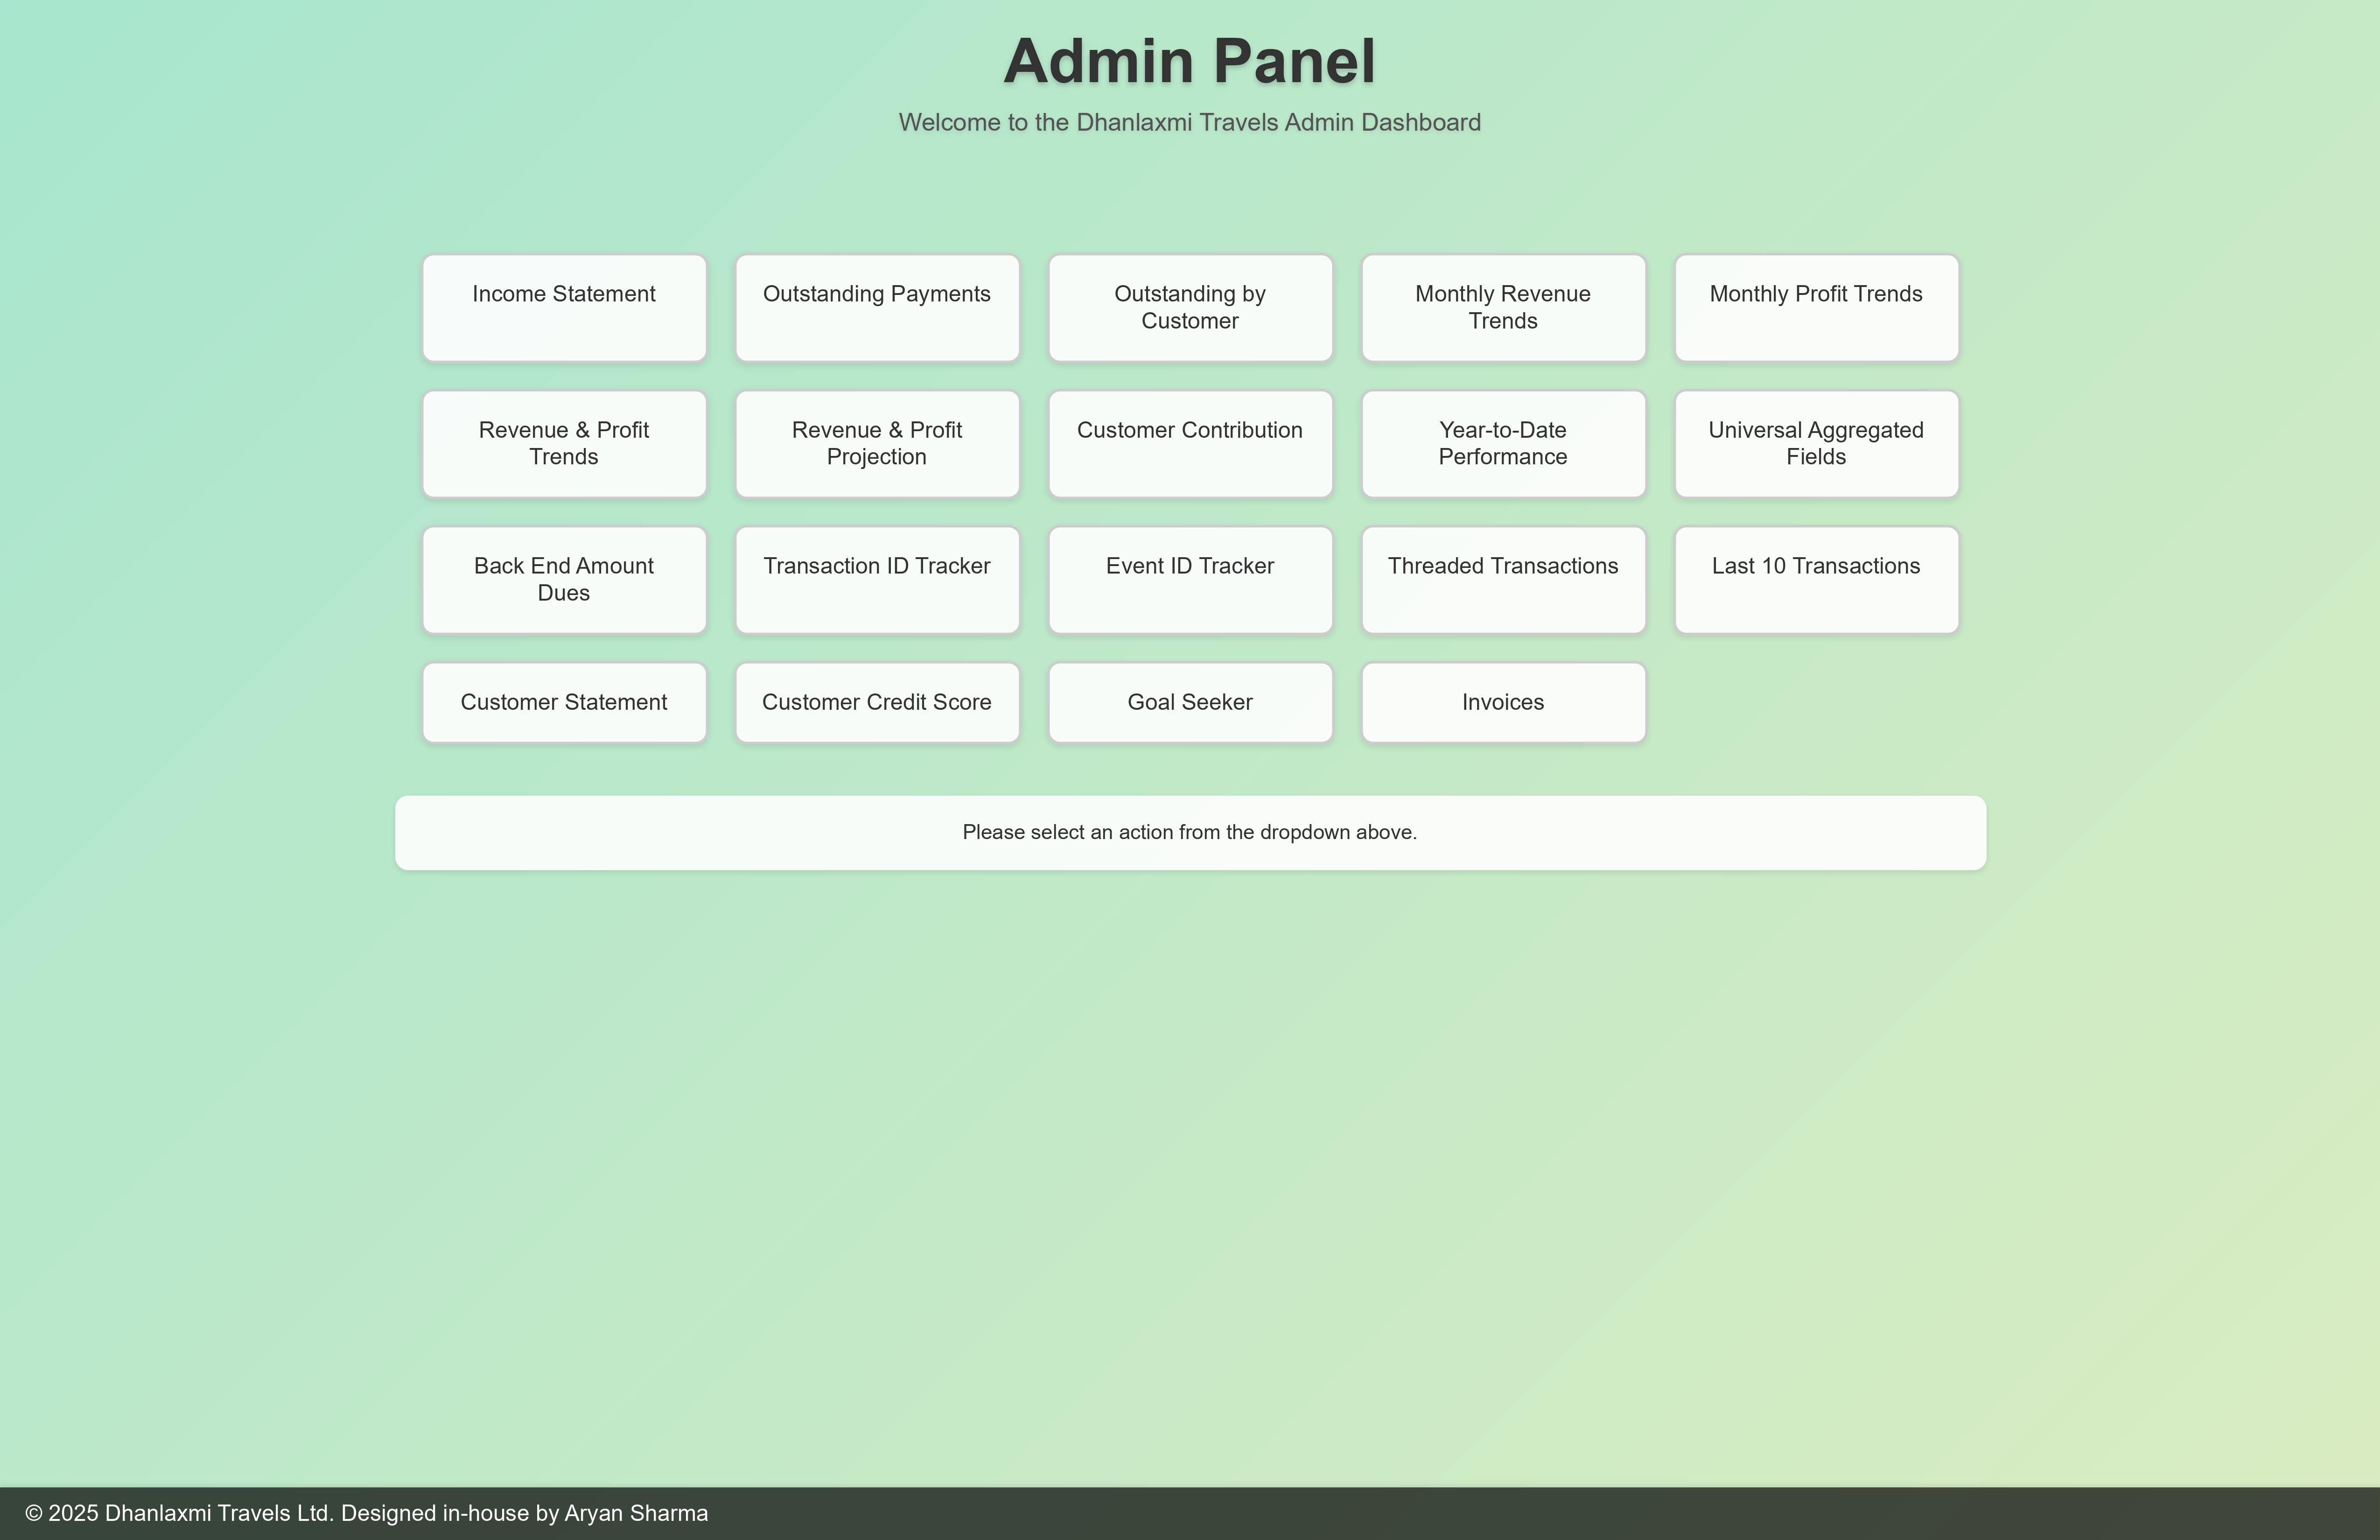 Admin Panel
Welcome to the Dhanlaxmi Travels Admin Dashboard
Income Statement
Outstanding Payments
Outstanding by
Customer
Monthly Revenue
Trends
Monthly Profit Trends
Revenue & Profit
Trends
Revenue & Profit
Projection
Customer Contribution
Year-to-Date
Performance
Universal Aggregated
Fields
Back End Amount
Dues
Transaction ID Tracker
Event ID Tracker
Threaded Transactions
Last 10 Transactions
Customer Statement
Customer Credit Score
Goal Seeker
Invoices
Please select an action from the dropdown above.
© 2025 Dhanlaxmi Travels Ltd. Designed in-house by Aryan Sharma